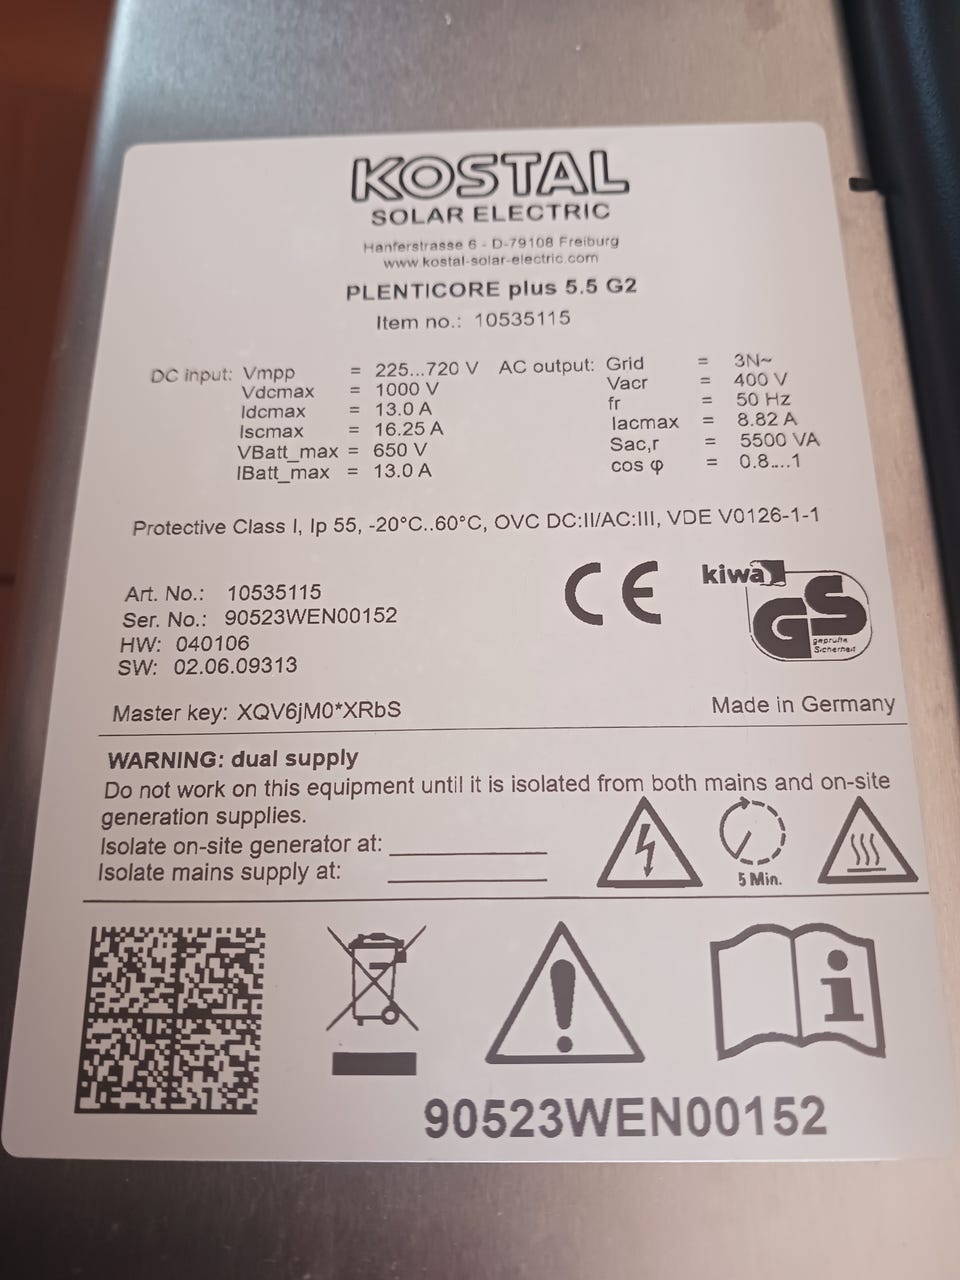 KOSTAL
SOLAR ELECTRIC
Hanferstrasse 6 - D-79108 Freiburg
www.kostal-solar-electric.com
PLENTICORE plus 5.5 G2
Item no.: 10535115
DC input: Vmpp = 225...720 V AC output: Grid = 3N~
Vdcmax = 1000 V Vacr = 400 V
Idcmax = 13.0 A fr = 50 Hz
Iscmax = 16.25 A Iacmax = 8.82 A
VBatt_max = 650 V Sac,r = 5500 VA
IBatt_max = 13.0 A cos φ = 0.8....1
Protective Class I, Ip 55, -20°C..60°C, OVC DC:II/AC:III, VDE V0126-1-1
Art. No.: 10535115
Ser. No.: 90523WEN00152
HW: 040106
SW: 02.06.09313
CE
kiwa
GS
geprüfte
Sicherheit
Master key: XQV6jM0*XRbS
Made in Germany
WARNING: dual supply
Do not work on this equipment until it is isolated from both mains and on-site
generation supplies.
Isolate on-site generator at:
Isolate mains supply at:
5 Min.
90523WEN00152